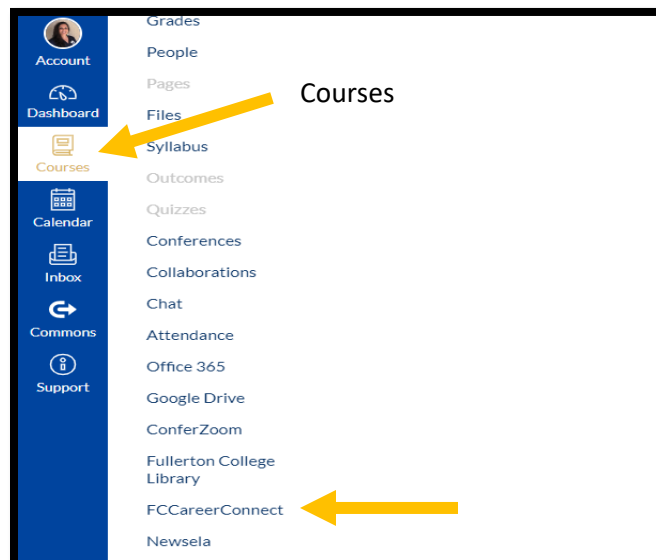 Account
Dashboard
Courses
Calendar
Inbox
Commons
Support
Grades
People
Pages
Files
Syllabus
Outcomes
Quizzes
Conferences
Collaborations
Chat
Attendance
Office 365
Google Drive
ConferZoom
Fullerton College
Library
FCCareerConnect
Newsela
Courses